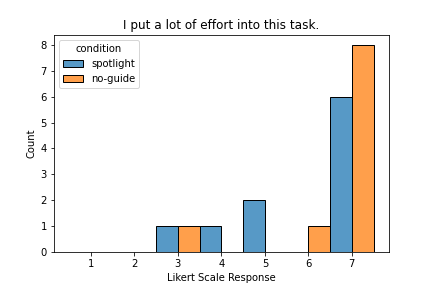 I put a lot of effort into this task.
condition
spotlight
no-guide
8
7
6
5
4
3
2
1
0
Count
1 2 3 4 5 6 7
Likert Scale Response